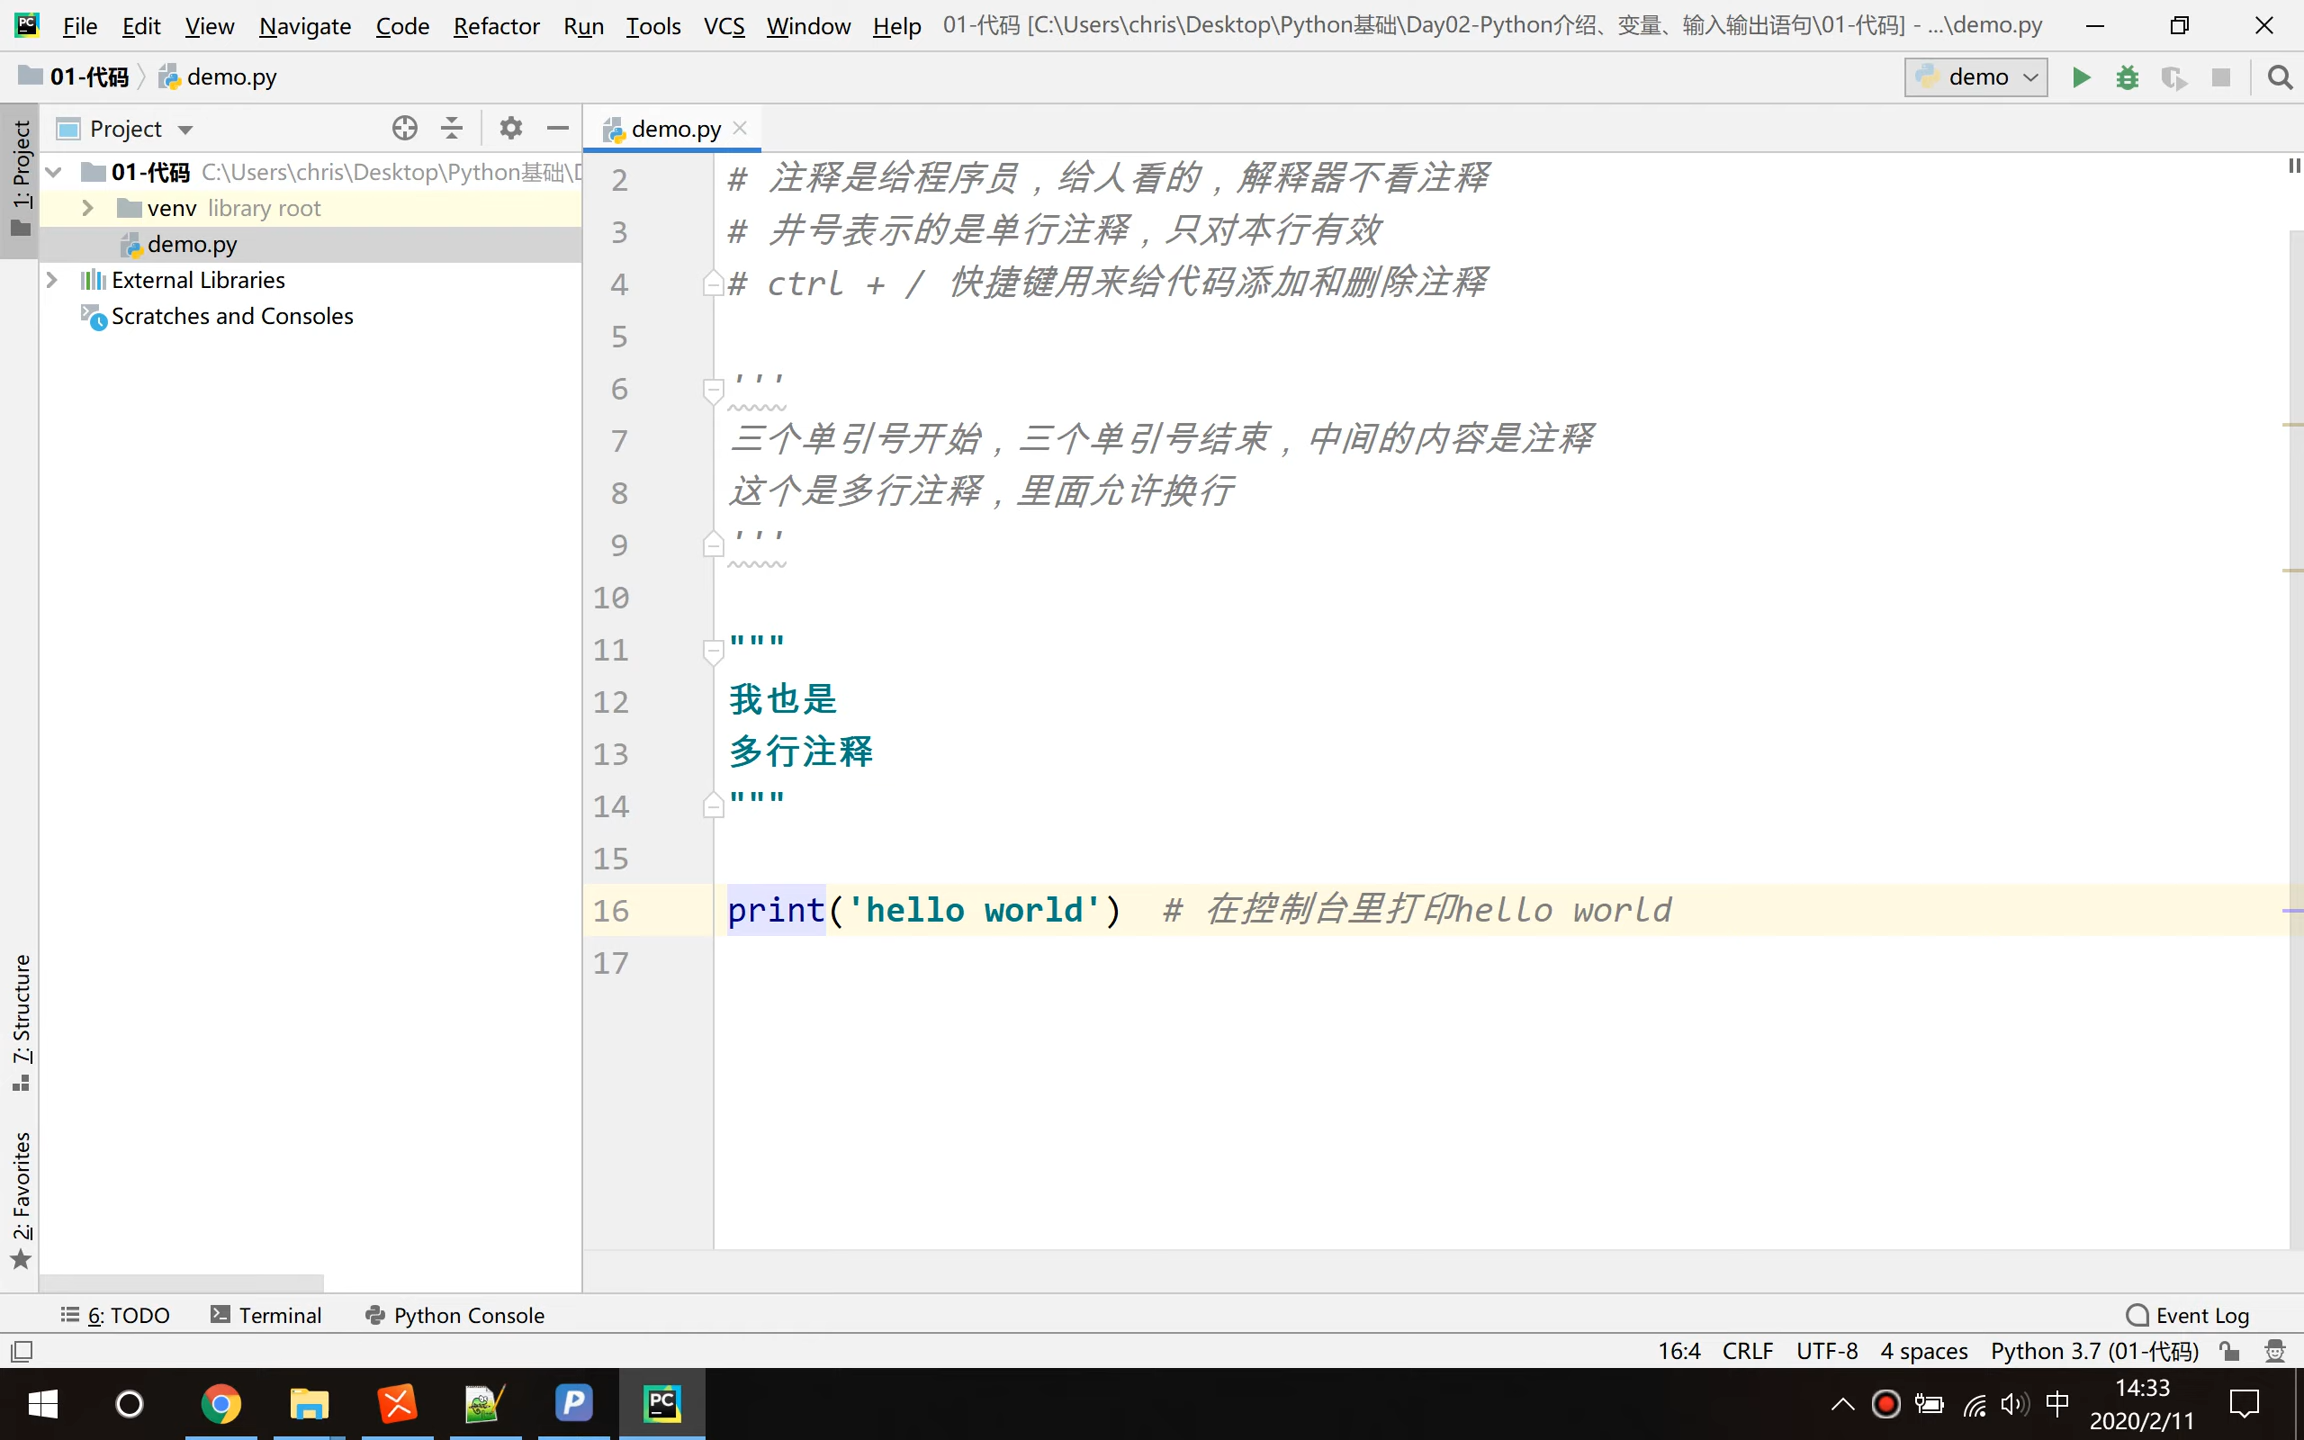 File Edit View Navigate Code Refactor Run Tools VCS Window Help 01-代码 [C:\Users\chris\Desktop\Python基础\Day02-Python介绍、变量、输入输出语句\01-代码] - ...\demo.py
01-代码 demo.py demo
1: Project
Project
demo.py
01-代码 C:\Users\chris\Desktop\Python基础\
venv library root
demo.py
External Libraries
Scratches and Consoles
2 # 注释是给程序员，给人看的，解释器不看注释
3 # 井号表示的是单行注释，只对本行有效
4 # ctrl + / 快捷键用来给代码添加和删除注释
5
6 '''
7 三个单引号开始，三个单引号结束，中间的内容是注释
8 这个是多行注释，里面允许换行
9 '''
10
11 """
12 我也是
13 多行注释
14 """
15
16 print('hello world')  # 在控制台里打印hello world
17
7: Structure
2: Favorites
6: TODO Terminal Python Console Event Log
16:4 CRLF UTF-8 4 spaces Python 3.7 (01-代码)
PC
中
14:33
2020/2/11